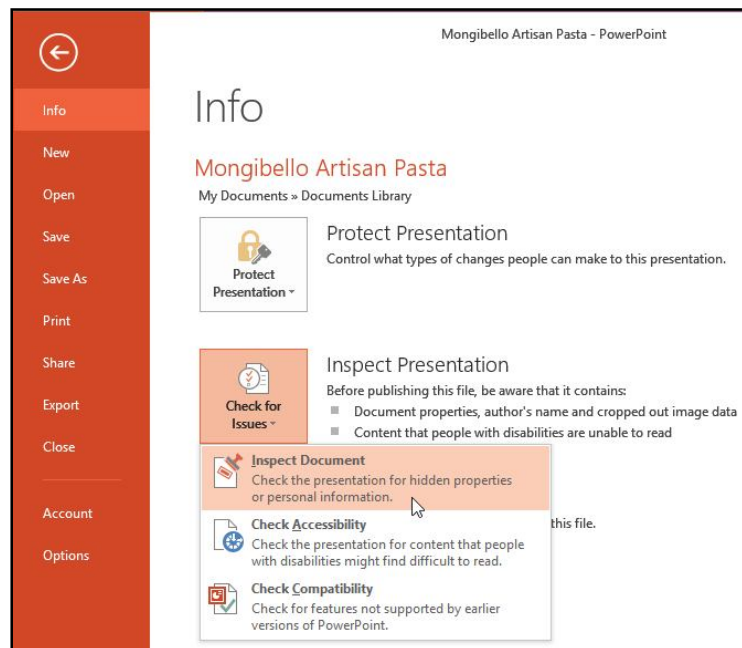 Mongibello Artisan Pasta - PowerPoint
Info
New
Open
Save
Save As
Print
Share
Export
Close
Account
Options
Info
Mongibello Artisan Pasta
My Documents » Documents Library
Protect
Presentation
Protect Presentation
Control what types of changes people can make to this presentation.
Check for
Issues
Inspect Presentation
Before publishing this file, be aware that it contains:
Document properties, author's name and cropped out image data
Content that people with disabilities are unable to read
Inspect Document
Check the presentation for hidden properties
or personal information.
Check Accessibility
Check the presentation for content that people
with disabilities might find difficult to read.
this file.
Check Compatibility
Check for features not supported by earlier
versions of PowerPoint.